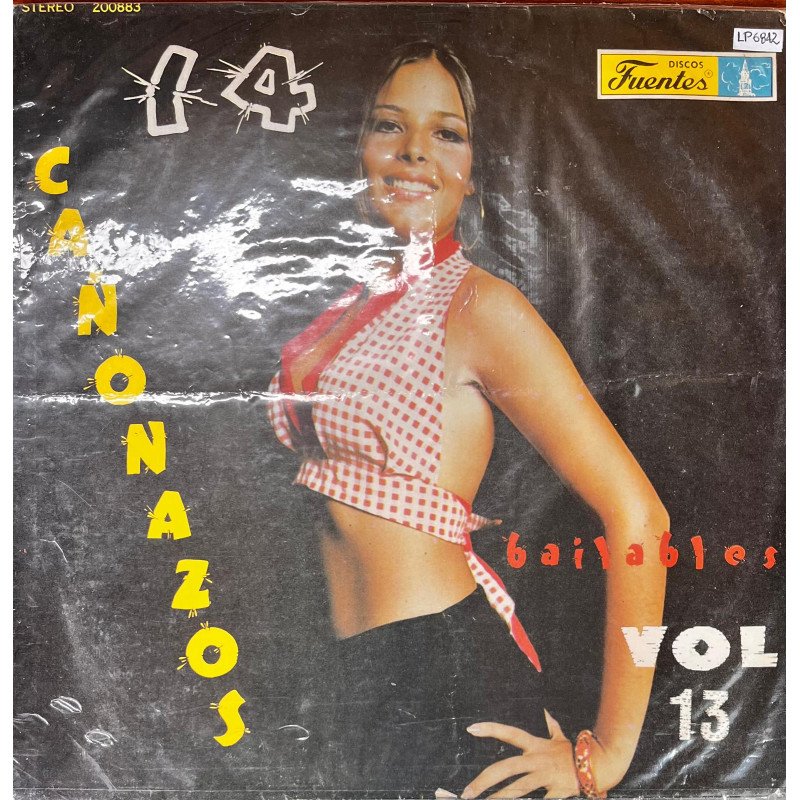 STEREO 200883
LP6842
14
DISCOS
Fuentes
CAÑONAZOS
bailables
VOL
13